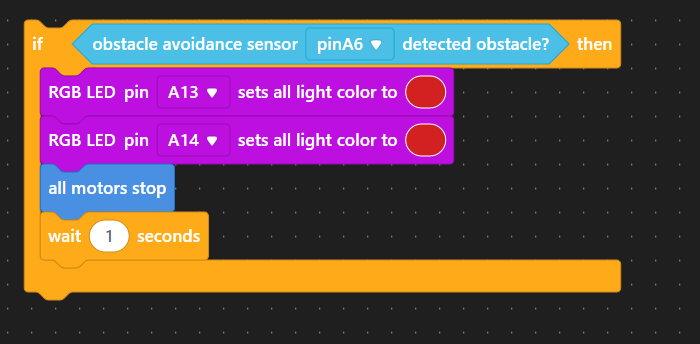 if obstacle avoidance sensor pinA6 detected obstacle? then
RGB LED pin A13 sets all light color to
RGB LED pin A14 sets all light color to
all motors stop
wait 1 seconds